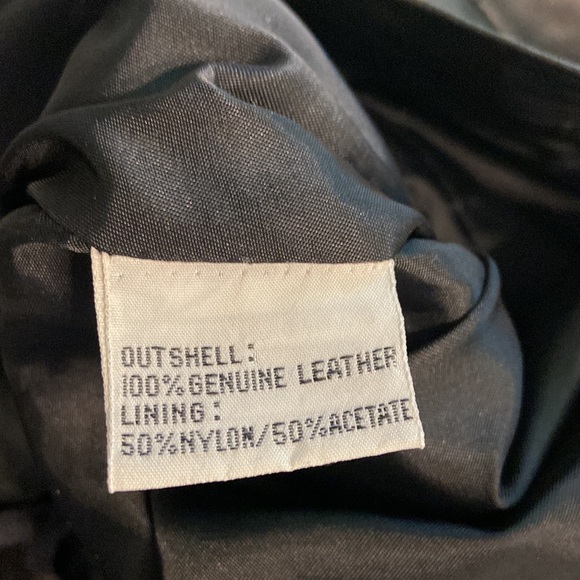 OUTSHELL:
100%GENUINE LEATHER
LINING:
50%NYLON/50%ACETATE